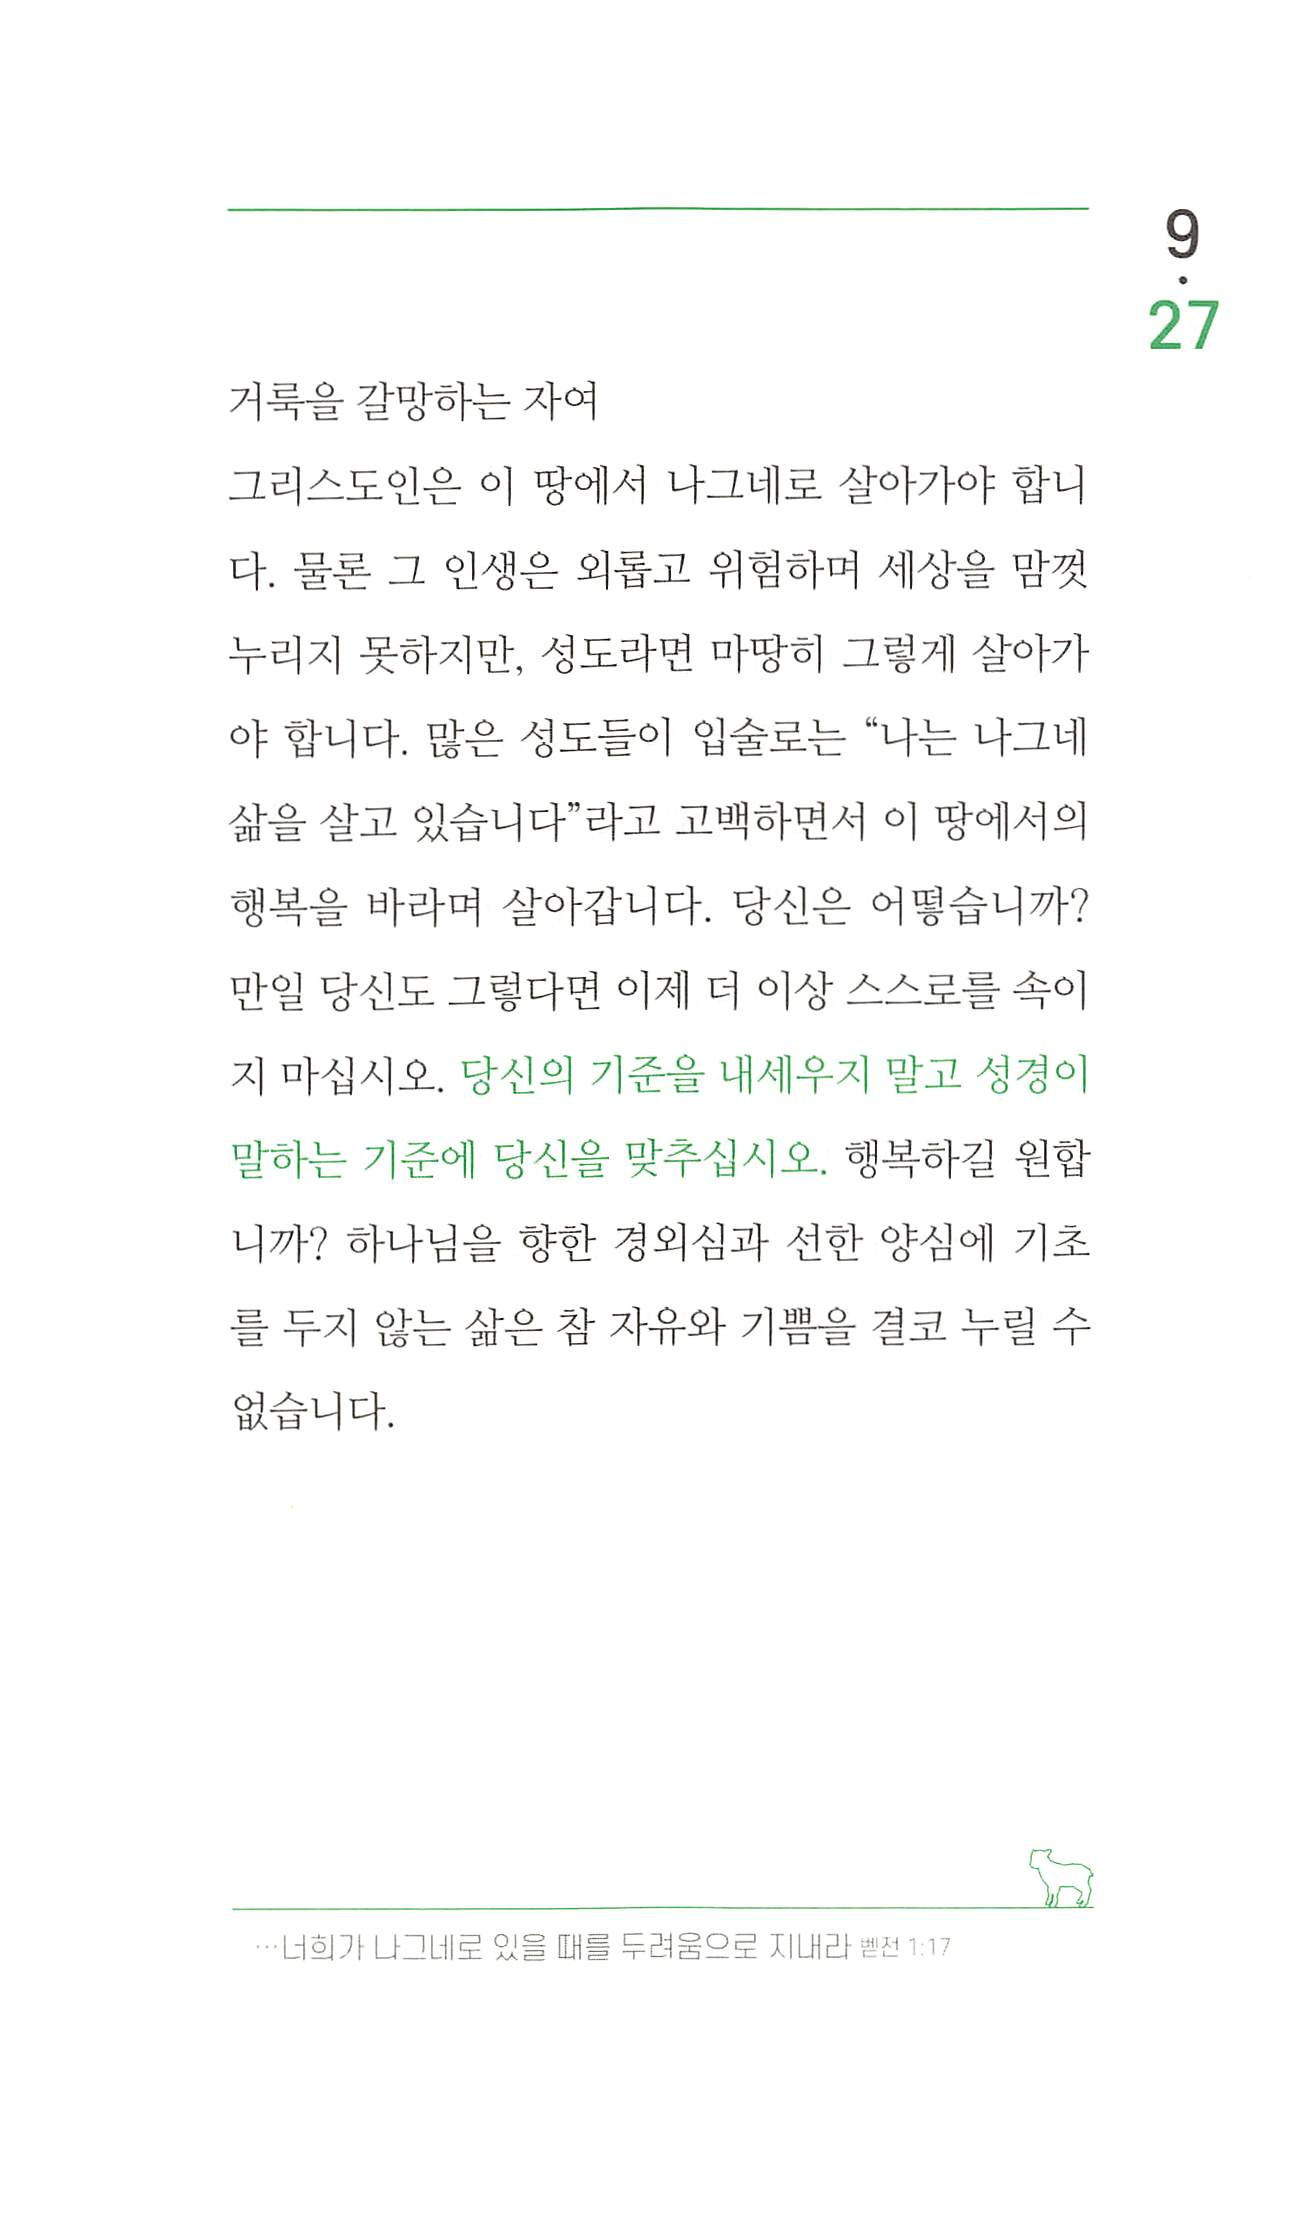 9
·
27
거룩을 갈망하는 자여
그리스도인은 이 땅에서 나그네로 살아가야 합니
다. 물론 그 인생은 외롭고 위험하며 세상을 맘껏
누리지 못하지만, 성도라면 마땅히 그렇게 살아가
야 합니다. 많은 성도들이 입술로는 “나는 나그네
삶을 살고 있습니다”라고 고백하면서 이 땅에서의
행복을 바라며 살아갑니다. 당신은 어떻습니까?
만일 당신도 그렇다면 이제 더 이상 스스로를 속이
지 마십시오. 당신의 기준을 내세우지 말고 성경이
말하는 기준에 당신을 맞추십시오. 행복하길 원합
니까? 하나님을 향한 경외심과 선한 양심에 기초
를 두지 않는 삶은 참 자유와 기쁨을 결코 누릴 수
없습니다.
…너희가 나그네로 있을 때를 두려움으로 지내라 벧전 1:17